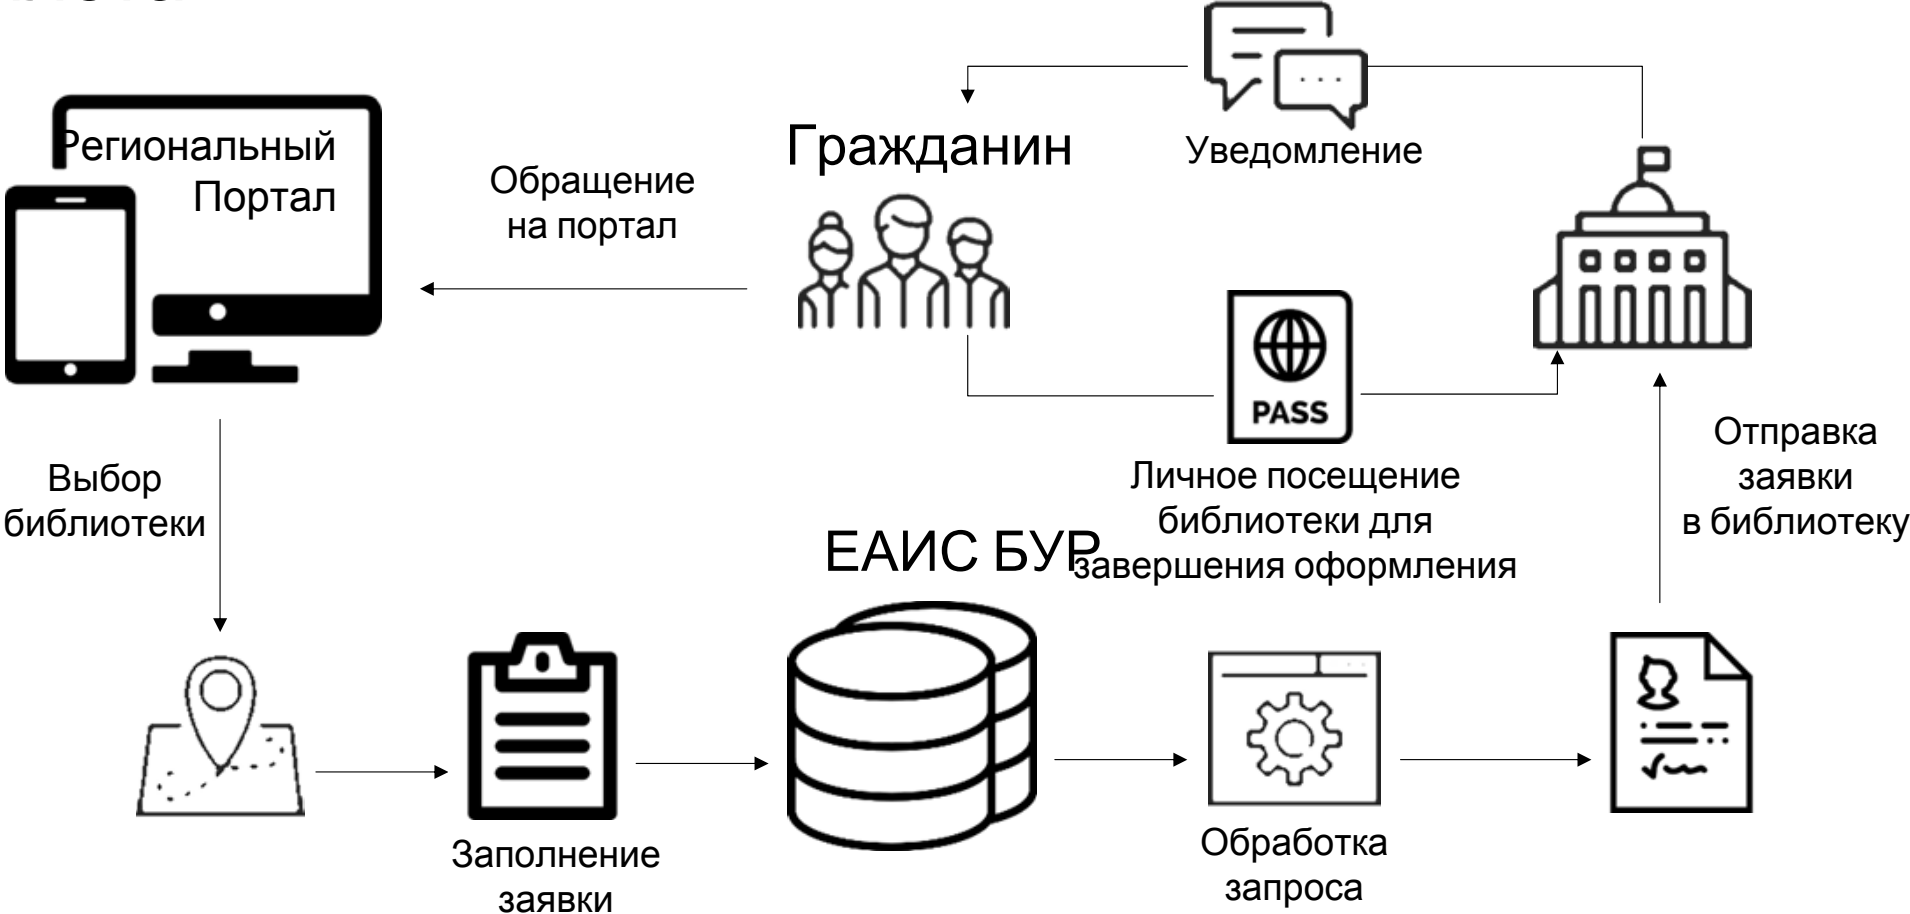 Региональный
Портал
Обращение
на портал
Гражданин
Уведомление
PASS
Выбор
библиотеки
Личное посещение
библиотеки для
завершения оформления
Отправка
заявки
в библиотеку
ЕАИС БУР
Заполнение
заявки
Обработка
запроса